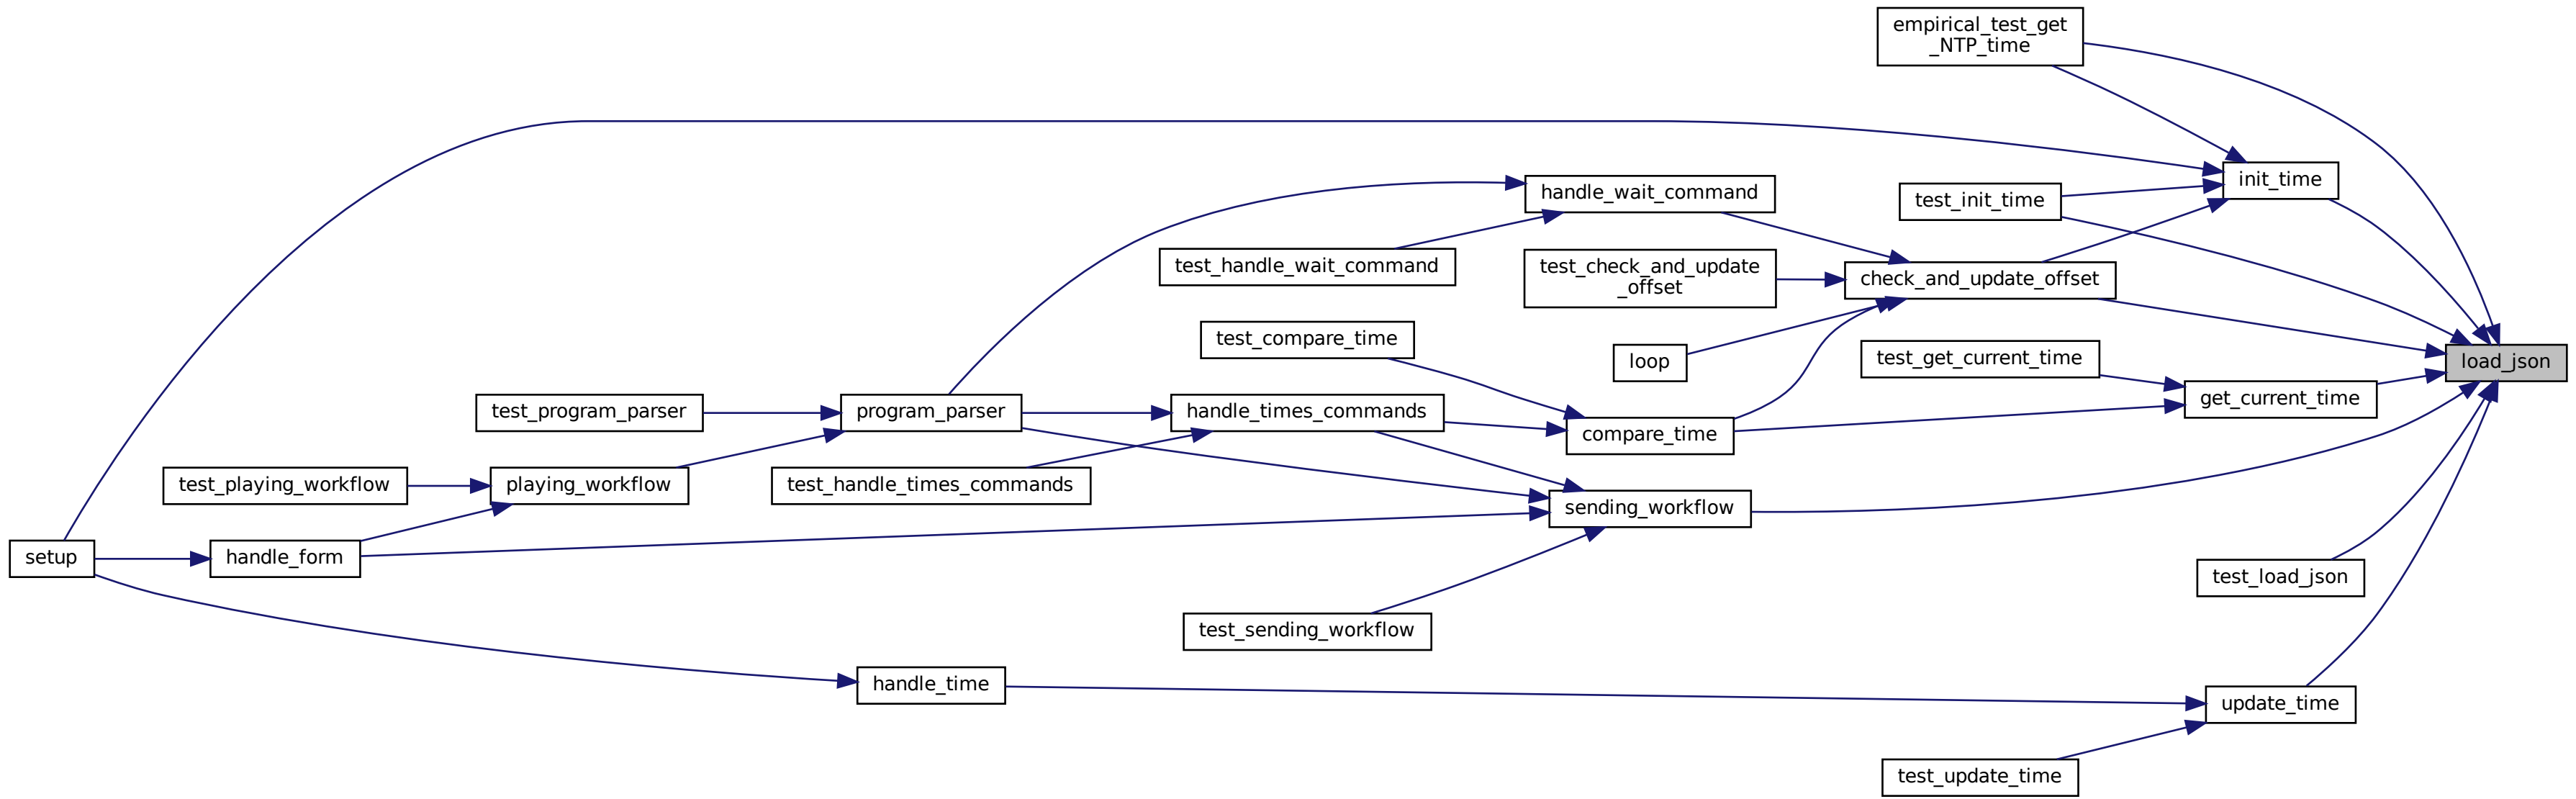 empirical_test_get
_NTP_time
init_time
handle_wait_command
test_init_time
test_handle_wait_command
test_check_and_update
_offset
check_and_update_offset
test_compare_time
loop
test_get_current_time
load_json
test_program_parser
program_parser
handle_times_commands
get_current_time
compare_time
test_playing_workflow
playing_workflow
test_handle_times_commands
sending_workflow
setup
handle_form
test_load_json
test_sending_workflow
handle_time
update_time
test_update_time